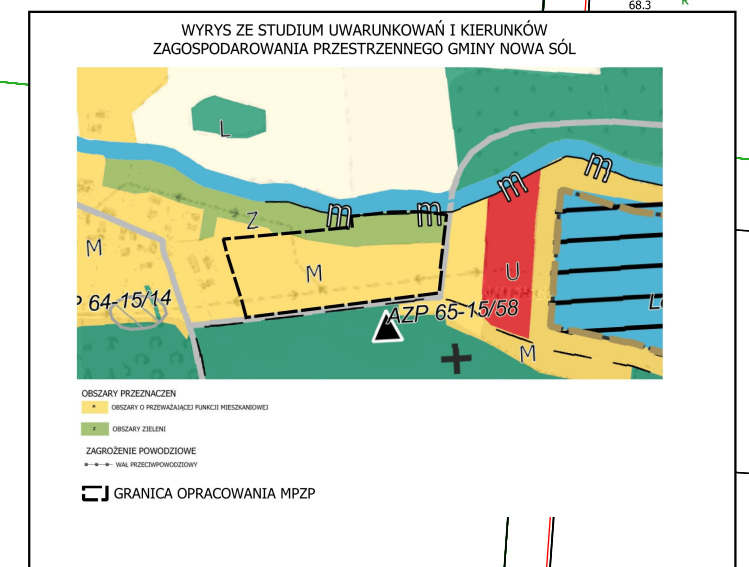 68.3
R
WYRYS ZE STUDIUM UWARUNKOWAŃ I KIERUNKÓW
ZAGOSPODAROWANIA PRZESTRZENNEGO GMINY NOWA SÓL
L
m
m
m
m
Z
M
M
U
P 64-15/14
AZP 65-15/58
M
OBSZARY PRZEZNACZEN
M OBSZARY O PRZEWAŻAJĄCEJ FUNKCJI MIESZKANIOWEJ
Z OBSZARY ZIELENI
ZAGROŻENIE POWODZIOWE
WAŁ PRZECIWPOWODZIOWY
GRANICA OPRACOWANIA MPZP